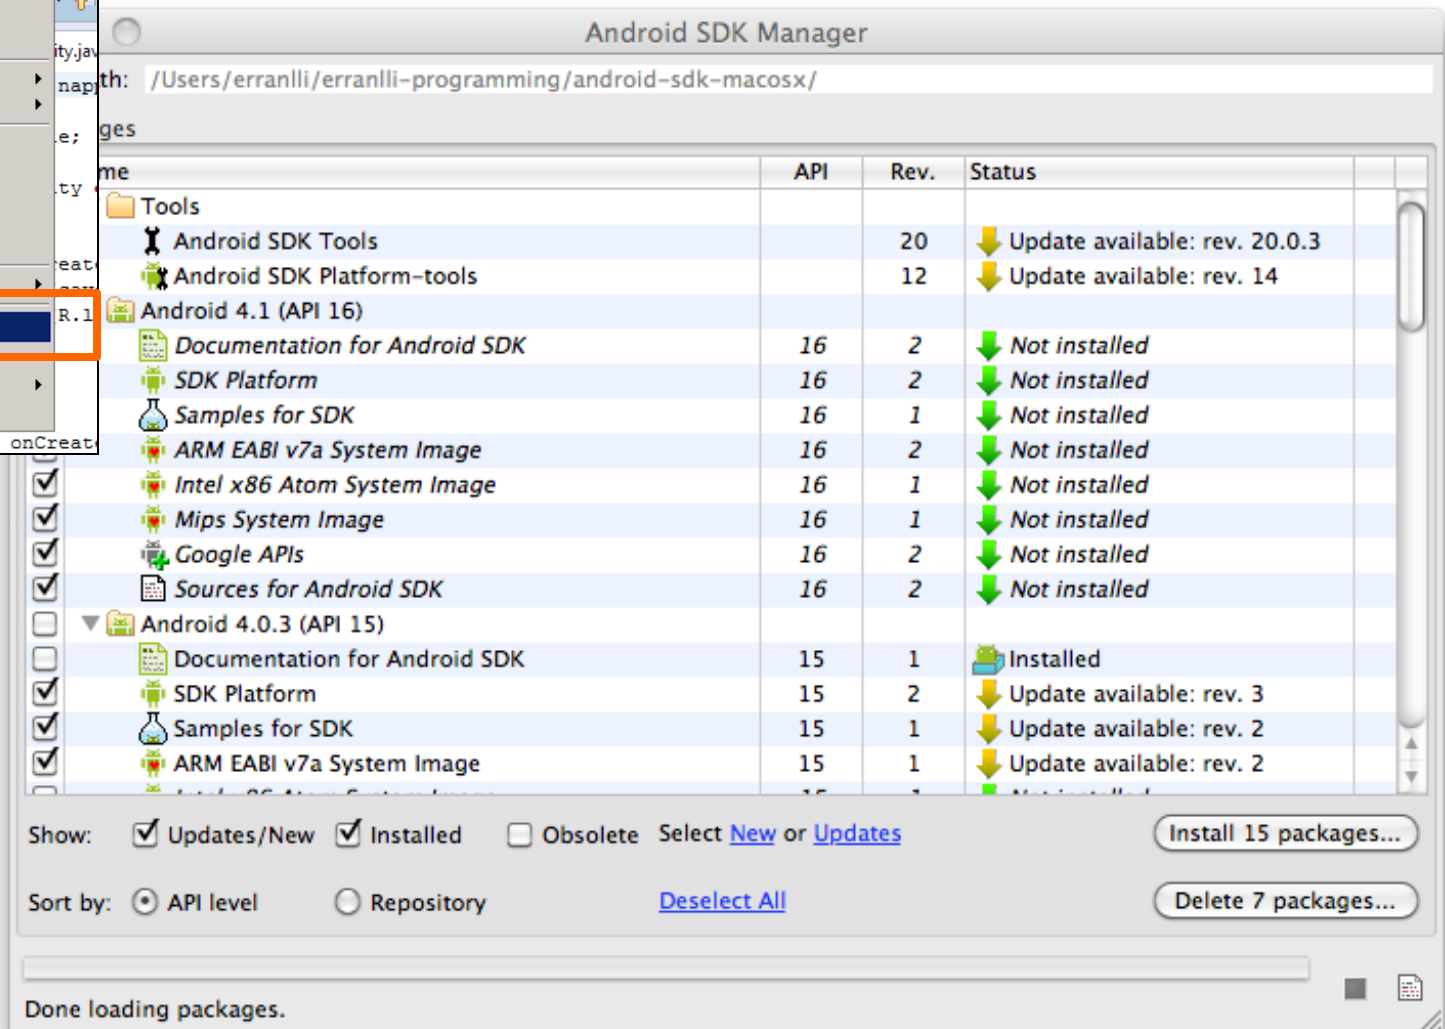 Android SDK Manager
ity.jav
th: /Users/erranlli/erranlli-programming/android-sdk-macosx/
napp
ges
e;
me API Rev. Status
ty
Tools
Android SDK Tools 20 Update available: rev. 20.0.3
reate
Android SDK Platform-tools 12 Update available: rev. 14
R.l
Android 4.1 (API 16)
Documentation for Android SDK 16 2 Not installed
SDK Platform 16 2 Not installed
Samples for SDK 16 1 Not installed
onCreate
ARM EABI v7a System Image 16 2 Not installed
Intel x86 Atom System Image 16 1 Not installed
Mips System Image 16 1 Not installed
Google APIs 16 2 Not installed
Sources for Android SDK 16 2 Not installed
Android 4.0.3 (API 15)
Documentation for Android SDK 15 1 Installed
SDK Platform 15 2 Update available: rev. 3
Samples for SDK 15 1 Update available: rev. 2
ARM EABI v7a System Image 15 1 Update available: rev. 2
Show: Updates/New Installed Obsolete Select New or Updates Install 15 packages...
Sort by: API level Repository Deselect All Delete 7 packages...
Done loading packages.